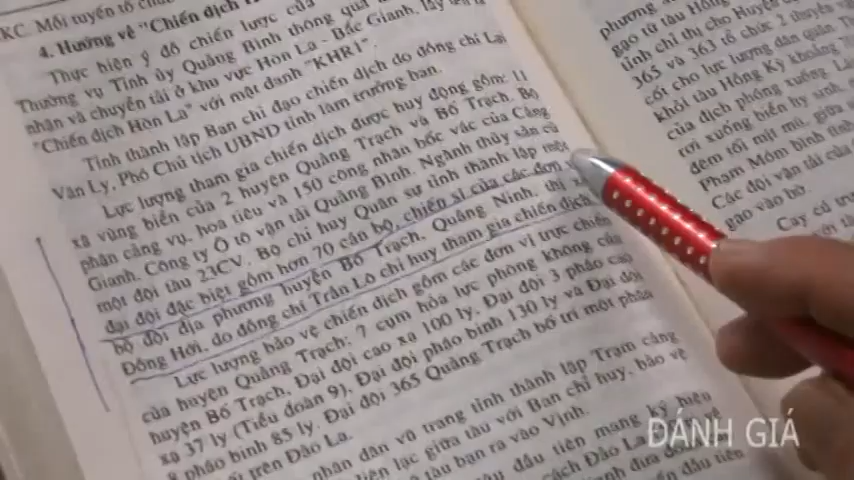 KC. Mỗi tuyến tổ chức
4. Hướng về "Chiến dịch H
Thực hiện ý đồ chiến lược của
Thường vụ Tỉnh ủy Quảng Bình thông qua
nhận và chuyển tải ở khu vực Hòn La - Bắc Gianh, lấy tên
"Chiến dịch Hòn La" với mật danh "KHR1"
Tỉnh thành lập Ban chỉ đạo chiến dịch do đồng chí Lại
Văn Ly, Phó Chủ tịch UBND tỉnh làm trưởng ban.
Lực lượng tham gia chiến dịch được huy động gồm: 11
xã vùng biển của 2 huyện Quảng Trạch và Bố Trạch, Bộ
phận cảng vụ, hoa tiêu và 150 công nhân bốc vác của Cảng
Gianh. Công ty Ô tô vận tải Quảng Bình. Ngành thủy sản cử
một đội tàu 23CV. Bộ chỉ huy Quân sự tỉnh thành lập một
đại đội đặc biệt gồm hơn 70 cán bộ, chiến sĩ của các đơn
bộ đội địa phương huyện Bố Trạch, Quảng Ninh, thị xã
Đồng Hới, do đồng chí Trần Lô chỉ huy tham gia chiến dịch.
Lực lượng bảo vệ chiến dịch gồm các đơn vị trực chiến
của huyện Quảng Trạch: 7 cụm hỏa lực phòng không của
huyện Bố Trạch, Đại đội cao xạ 100 ly, Đại đội 3 pháo cao
xạ 37 ly (Tiểu đoàn 9), Đại đội pháo binh 130 ly và Đại đội
pháo binh 85 ly. Đại đội 365 Quảng Trạch bố trí một phân
đội trên Đảo La.
nhân dân vũ trang tỉnh thành lập Trạm cảng
liên lạc giữa tàu với Ban chỉ huy, bảo vệ
tàu bạn ra vào Vịnh.
tàu đầu tiên mang ký hiệu
cách Đảo La
đưa
đầu tiên
phương
gạo từ tàu Hồng
tỉnh chỉ thị cho Huyện
365 và 363 tổ chức 2 thuyền
cốt cho lực lượng dân quân. T
khỏi tàu Hồng Kỳ khoảng
của địch phóng xuống. L
rơi xuống biển hy sinh.
đêm tối mịt mù, giữa
Phạm Móm bình tĩnh
Các đội vận tải của
gạo vào bờ.
Cay cú trước
ĐÁNH GIÁ